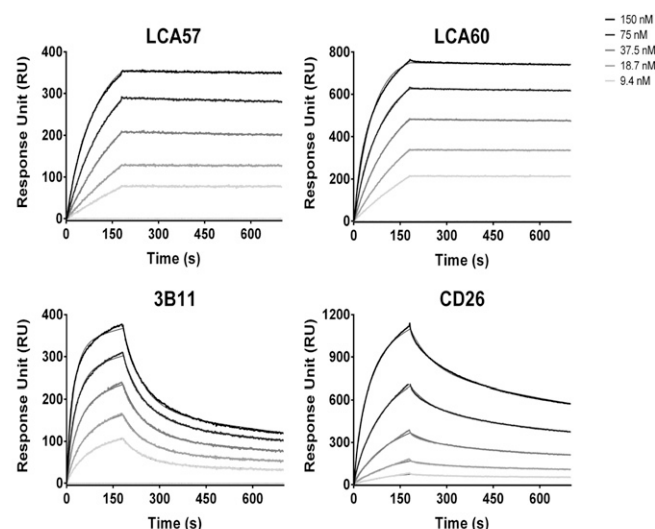 LCA57
Response Unit (RU)
400
300
200
100
0
0 150 300 450 600
Time (s)
LCA60
Response Unit (RU)
800
600
400
200
0
0 150 300 450 600
Time (s)
150 nM
75 nM
37.5 nM
18.7 nM
9.4 nM
3B11
Response Unit (RU)
400
300
200
100
0
0 150 300 450 600
Time (s)
CD26
Response Unit (RU)
1200
900
600
300
0
0 150 300 450 600
Time (s)